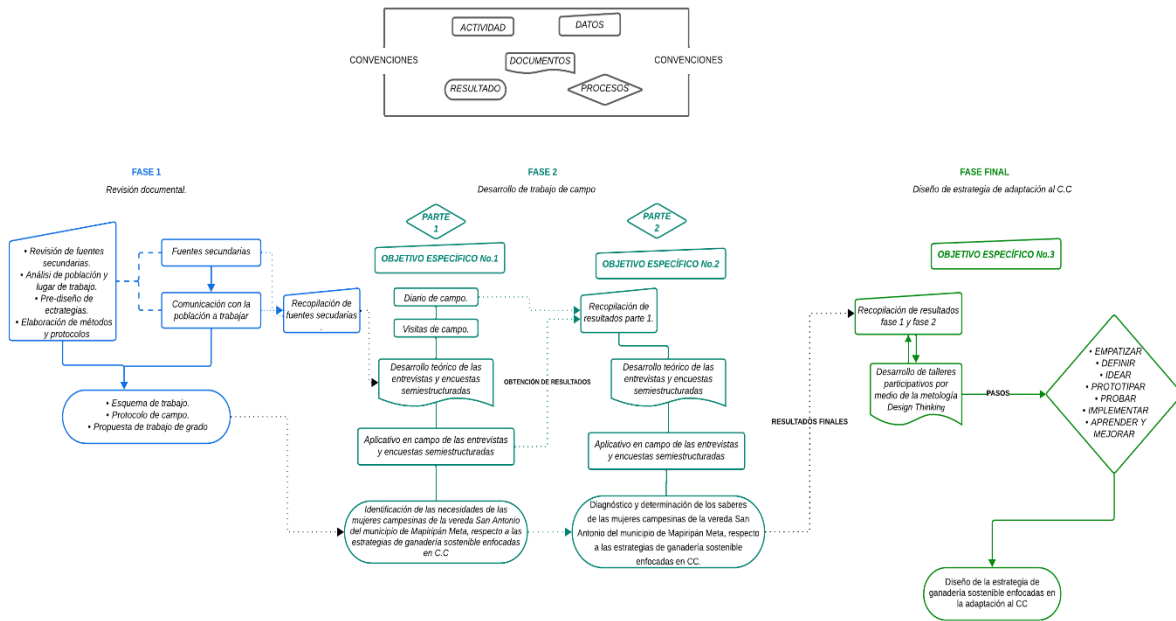 ACTIVIDAD
DATOS
CONVENCIONES
DOCUMENTOS
CONVENCIONES
RESULTADO
PROCESOS
FASE 1
Revisión documental.
• Revisión de fuentes
secundarias.
• Análisi de población y
lugar de trabajo.
• Pre-diseño de
ectrategias.
• Elaboración de métodos
y protocolos
Fuentes secundarias
Comunicación con la
población a trabajar
Recopilación de
fuentes secudarias
.
• Esquema de trabajo.
• Protocolo de campo.
• Propuesta de trabajo de grado
FASE 2
Desarrollo de trabajo de campo
PARTE
1
OBJETIVO ESPECÍFICO No.1
Diario de campo.
Visitas de campo.
Desarrollo teórico de las
entrevistas y encuestas
semiestructuradas
OBTENCIÓN DE RESULTADOS
Aplicativo en campo de las entrevistas
y encuestas semiestructuradas
Identificación de las necesidades de las
mujeres campesinas de la vereda San Antonio
del municipio de Mapiripán Meta, respecto a las
estrategias de ganadería sostenible enfocadas
en C.C
PARTE
2
OBJETIVO ESPECÍFICO No.2
Recopilación de
resultados parte 1.
Desarrollo teórico de las
entrevistas y encuestas
semiestructuradas
Aplicativo en campo de las entrevistas
y encuestas semiestructuradas
Diagnóstico y determinación de los saberes
de las mujeres campesinas de la vereda San
Antonio del municipio de Mapiripán Meta, respecto
a las estrategias de ganadería sostenible
enfocadas en CC.
RESULTADOS FINALES
FASE FINAL
Diseño de estrategia de adaptación al C.C
OBJETIVO ESPECÍFICO No.3
Recopilación de resultados
fase 1 y fase 2
Desarrollo de talleres
participativos por
medio de la metología
Design Thinking
PASOS
• EMPATIZAR
• DEFINIR
• IDEAR
• PROTOTIPAR
• PROBAR
• IMPLEMENTAR
• APRENDER Y
MEJORAR
Diseño de la estrategia de
ganadería sostenible enfocadas en
la adaptación al CC